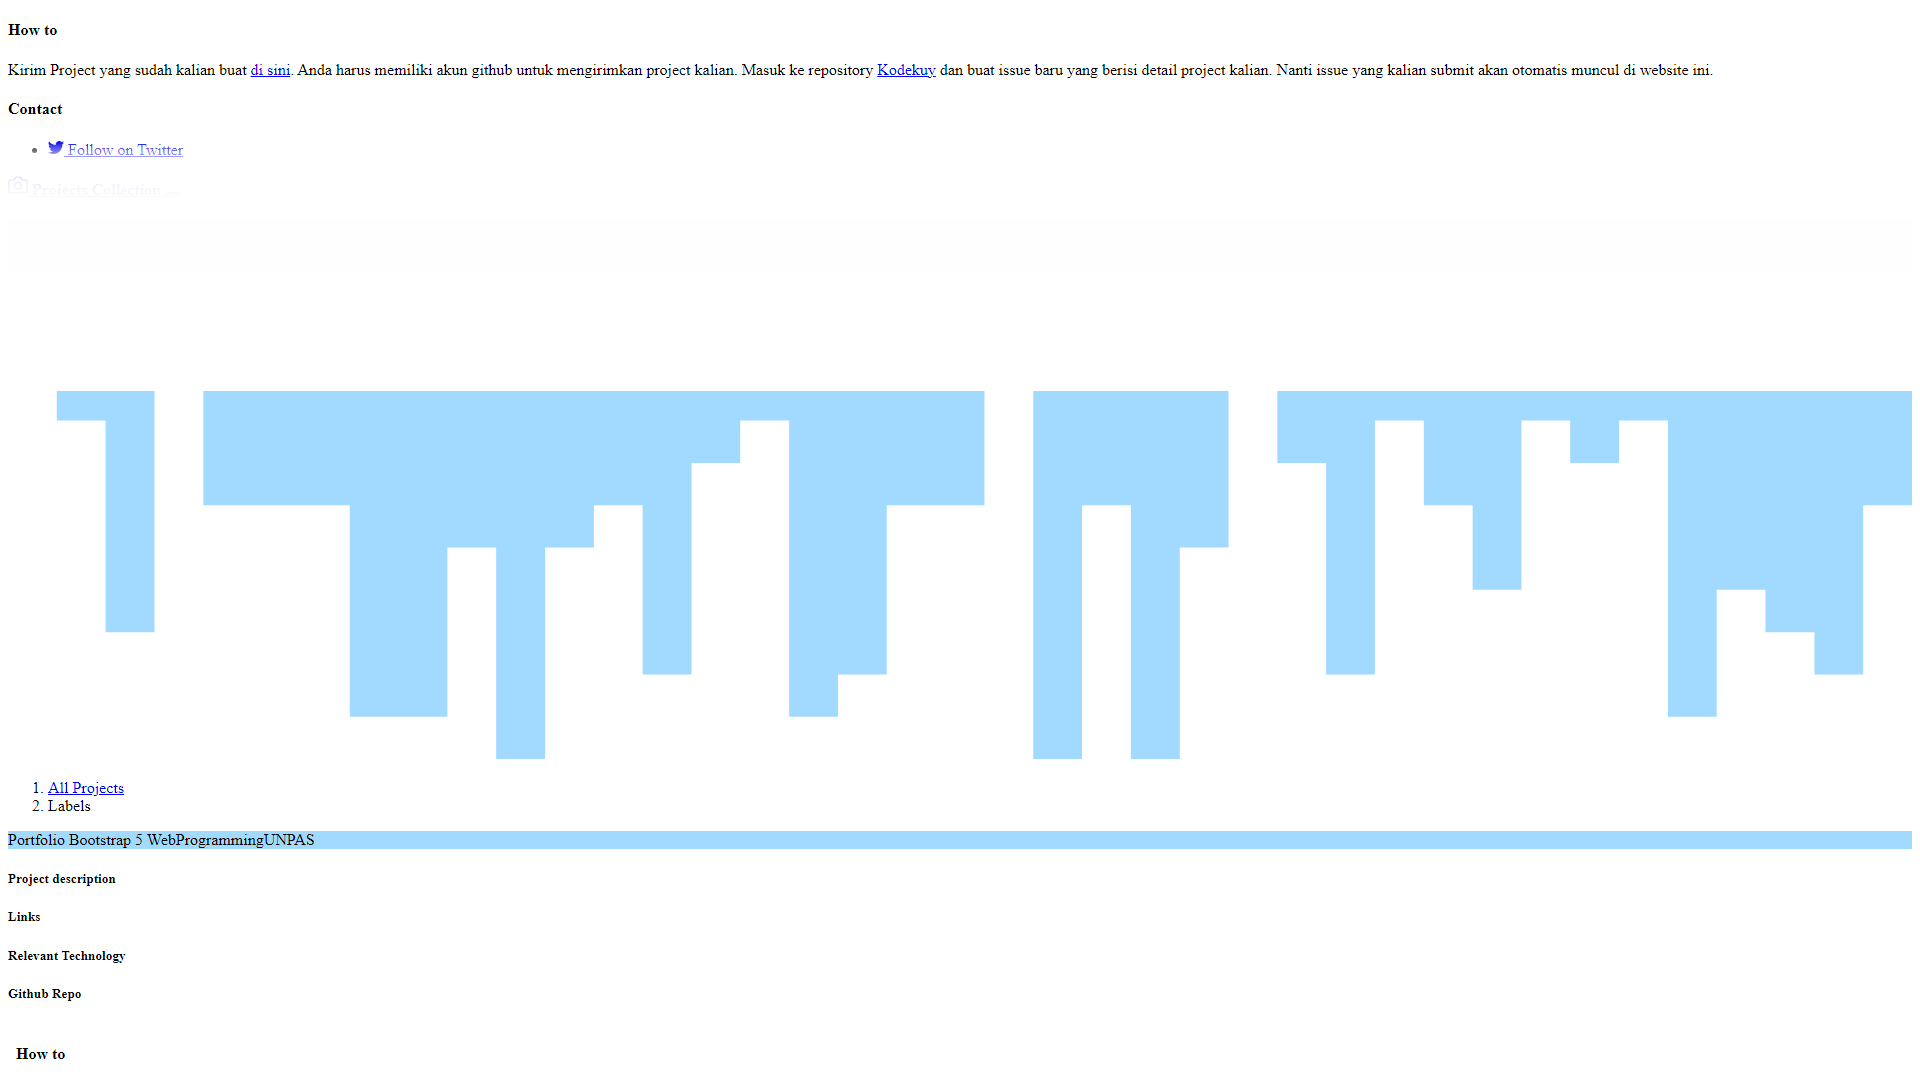 How to
Kirim Project yang sudah kalian buat di sini. Anda harus memiliki akun github untuk mengirimkan project kalian. Masuk ke repository Kodekuy dan buat issue baru yang berisi detail project kalian. Nanti issue yang kalian submit akan otomatis muncul di website ini.
Contact
• Follow on Twitter
Projects Collection
1. All Projects
2. Labels
Portfolio Bootstrap 5 WebProgrammingUNPAS
Project description
Links
Relevant Technology
Github Repo
How to